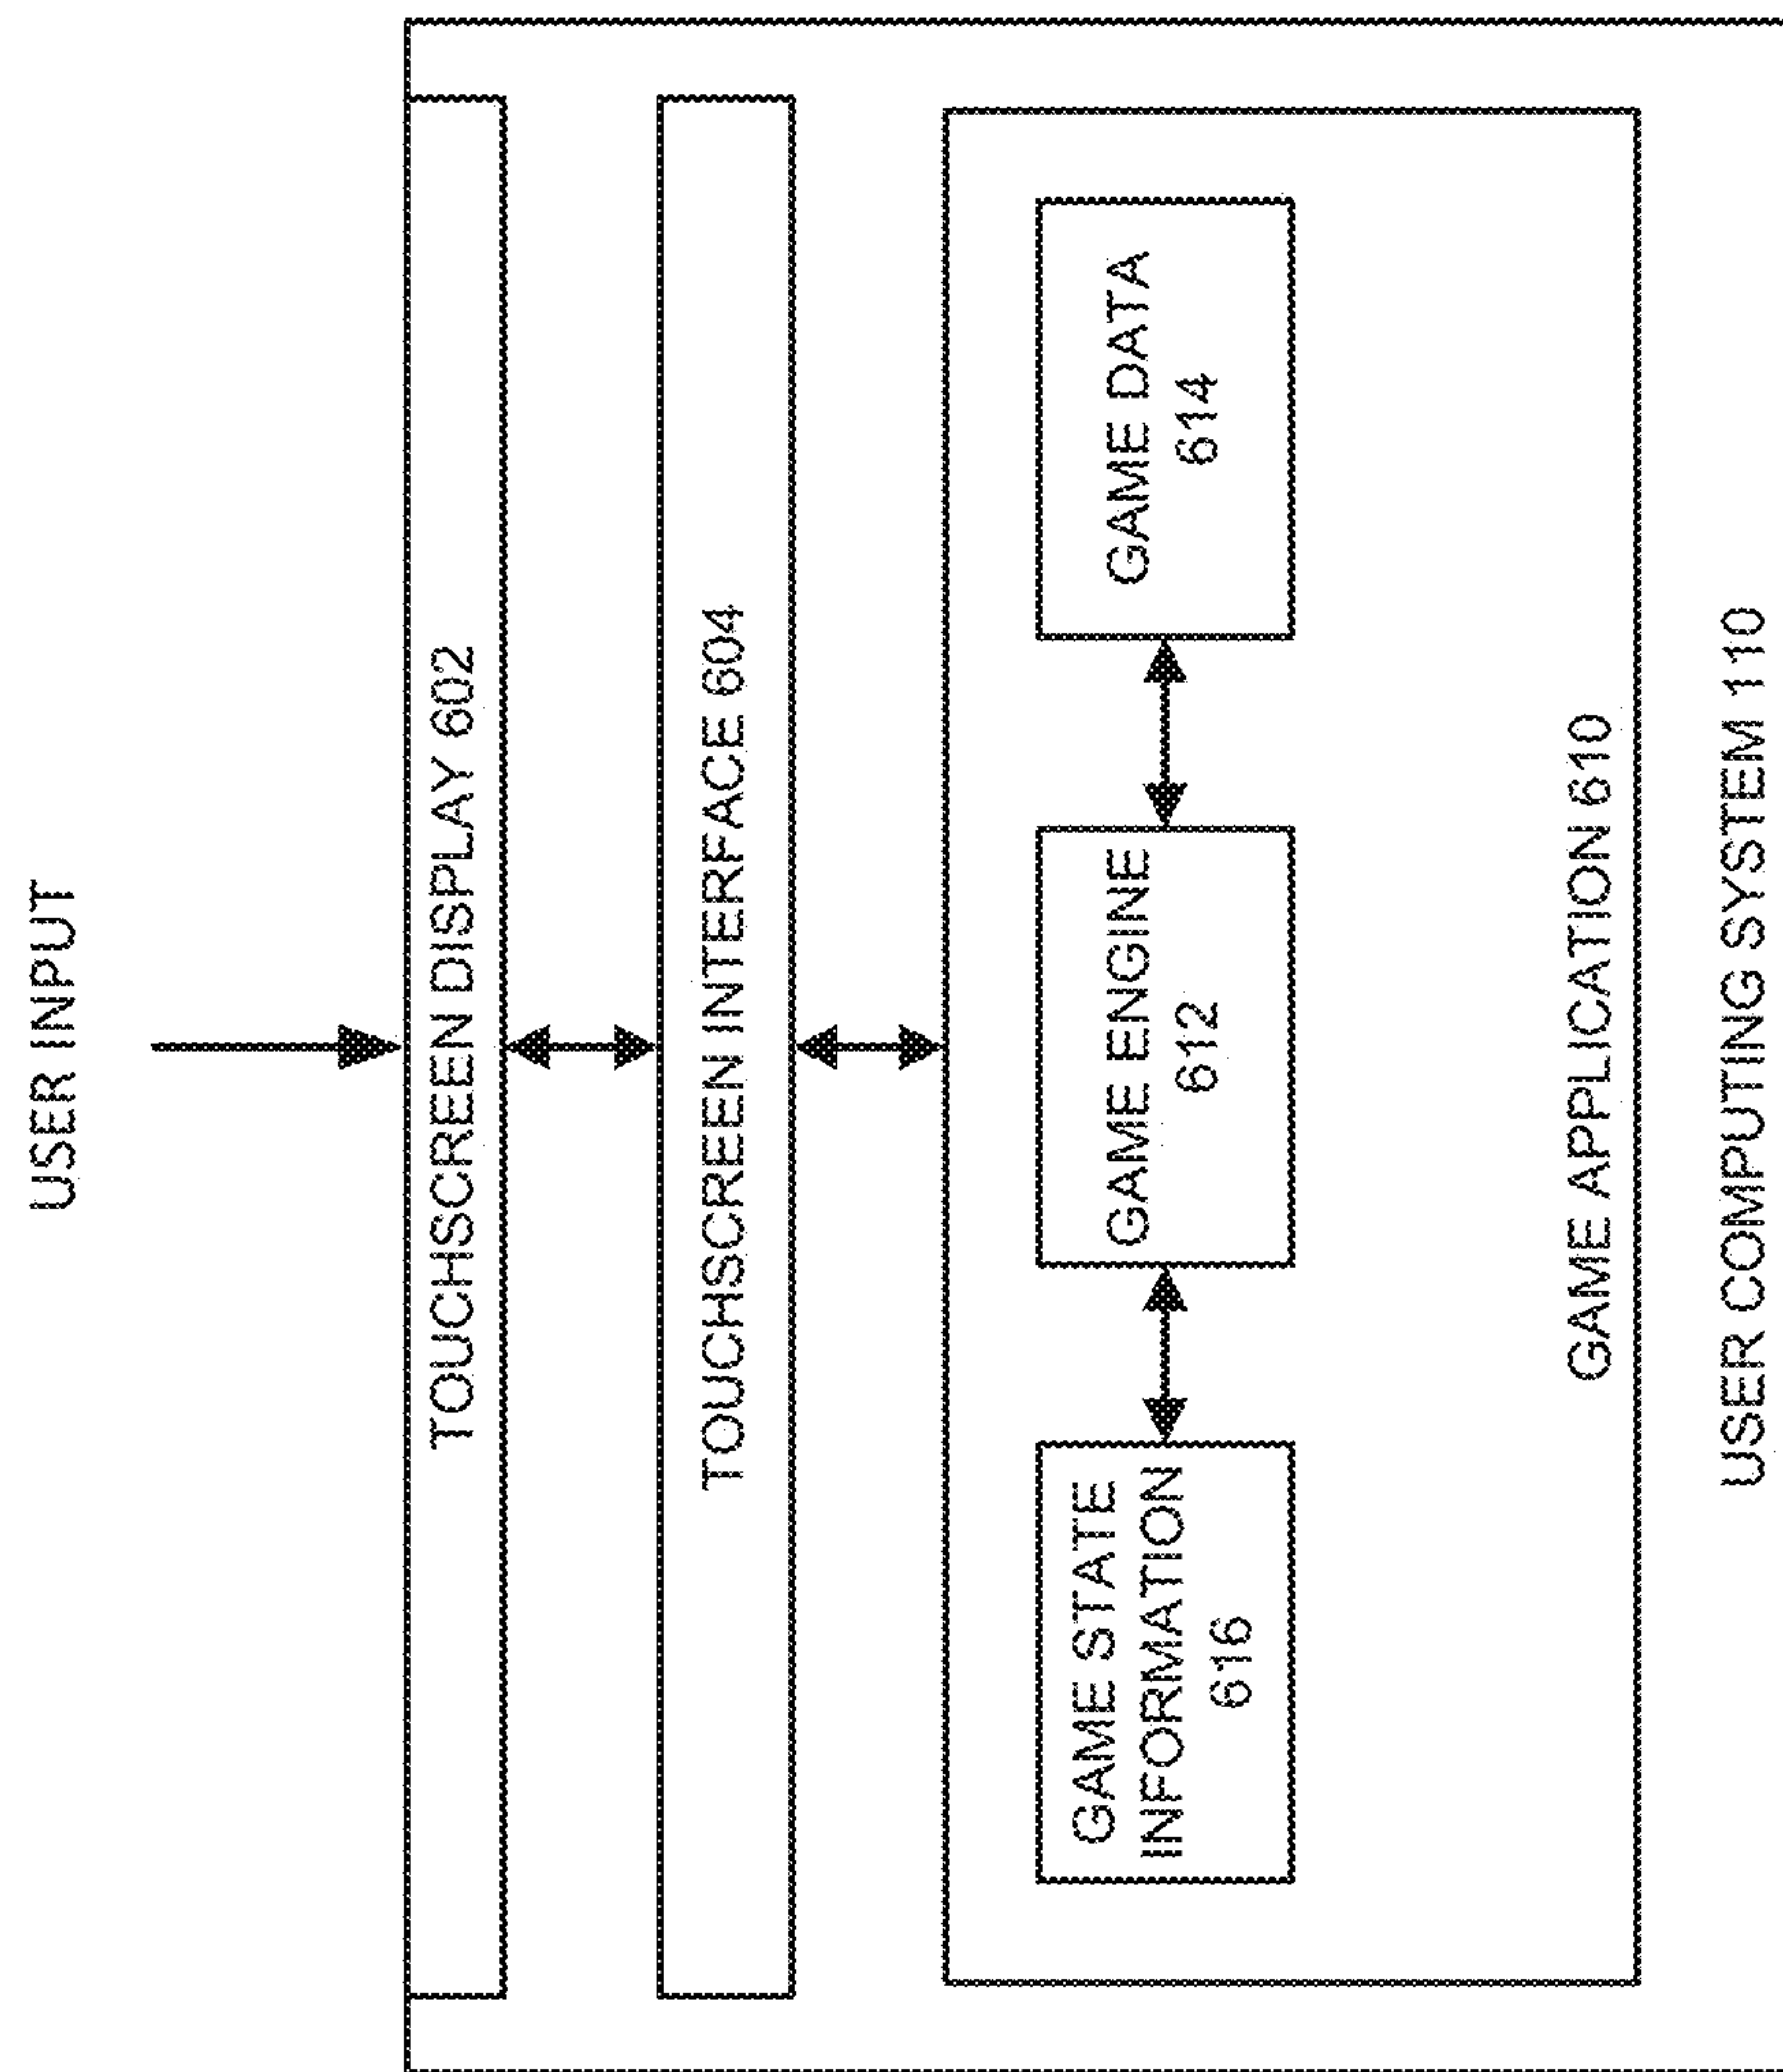 USER INPUT
TOUCHSCREEN DISPLAY 602
TOUCHSCREEN INTERFACE 604
GAME STATE
INFORMATION
616
GAME ENGINE
612
GAME DATA
614
GAME APPLICATION 610
USER COMPUTING SYSTEM 110